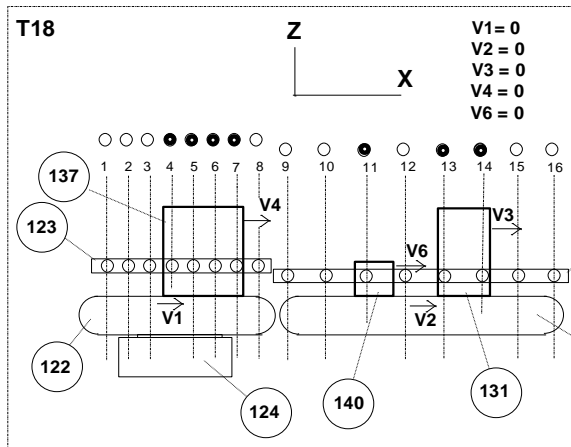 T18
Z
X
V1= 0
V2 = 0
V3 = 0
V4 = 0
V6 = 0
1 2 3 4 5 6 7 8 9 10 11 12 13 14 15 16
137
V4
V3
123
V6
V1
V2
122
124
140
131